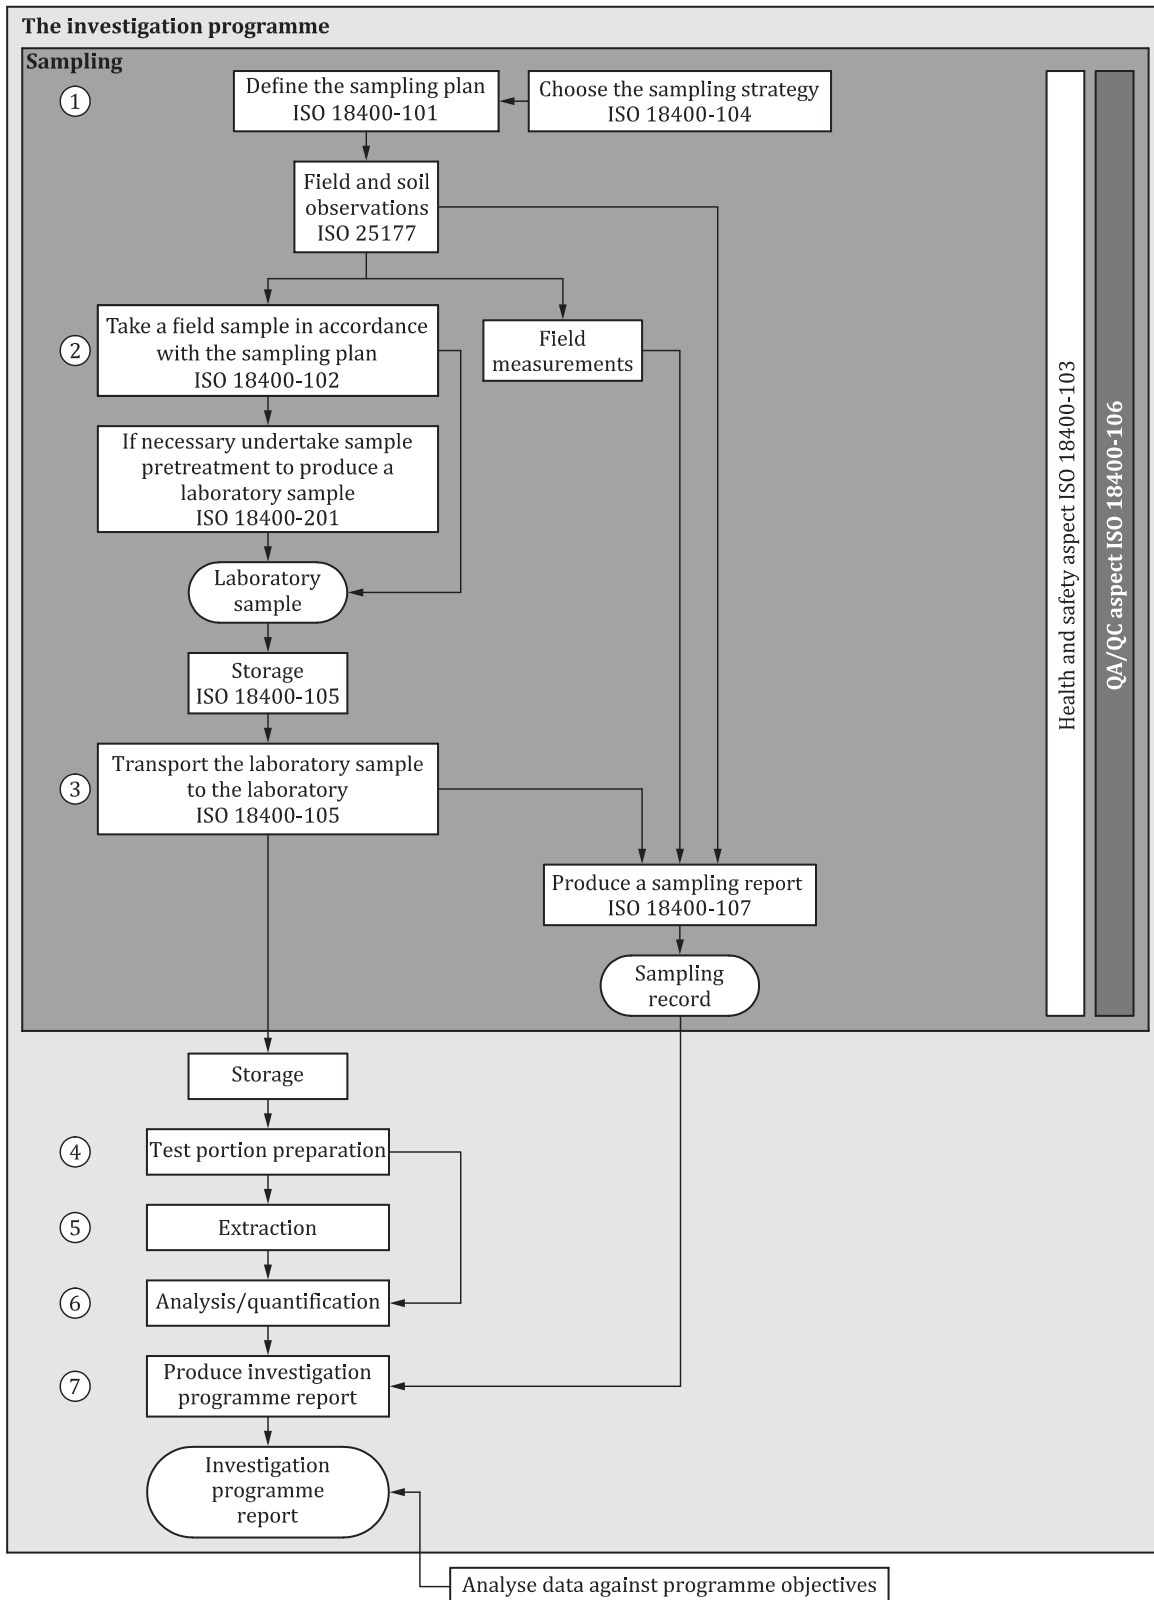 The investigation programme
Sampling
1
Define the sampling plan
ISO 18400-101
Choose the sampling strategy
ISO 18400-104
Field and soil
observations
ISO 25177
2
Take a field sample in accordance
with the sampling plan
ISO 18400-102
Field
measurements
If necessary undertake sample
pretreatment to produce a
laboratory sample
ISO 18400-201
Laboratory
sample
Storage
ISO 18400-105
3
Transport the laboratory sample
to the laboratory
ISO 18400-105
Produce a sampling report
ISO 18400-107
Sampling
record
Health and safety aspect ISO 18400-103
QA/QC aspect ISO 18400-106
Storage
4
Test portion preparation
5
Extraction
6
Analysis/quantification
7
Produce investigation
programme report
Investigation
programme
report
Analyse data against programme objectives